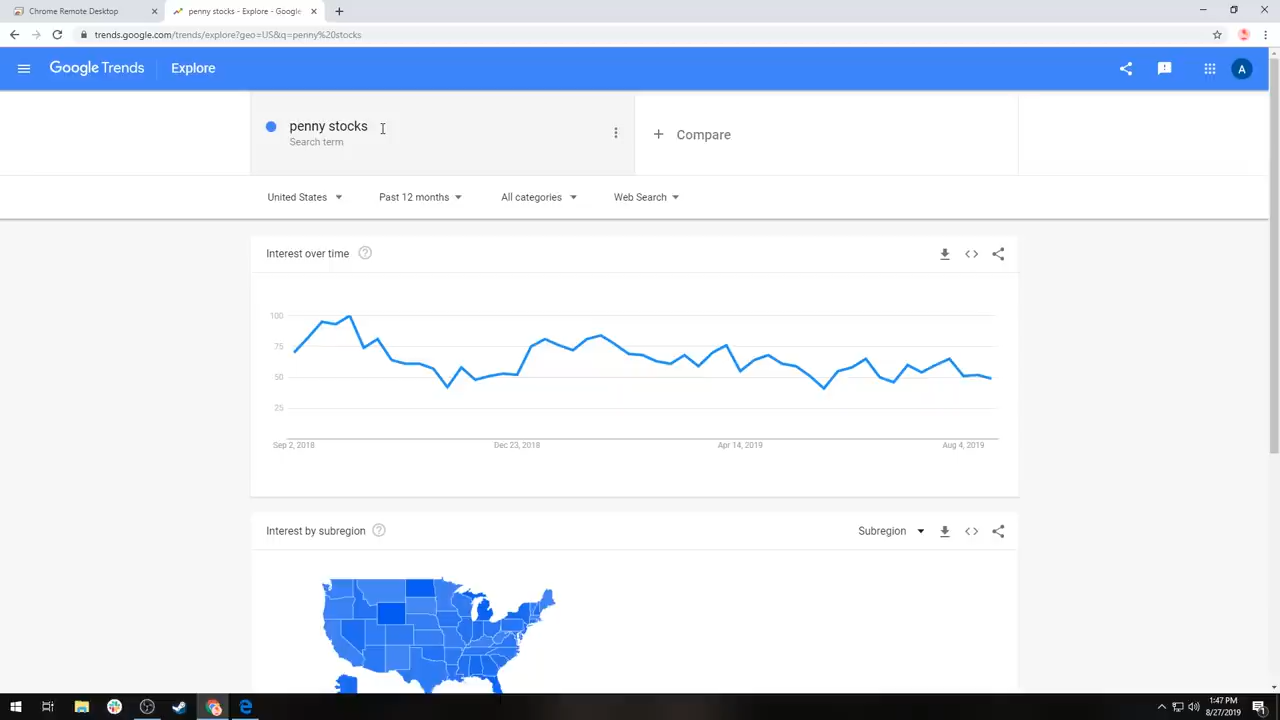 Chrome Remote Desktop
penny stocks - Explore - Google
trends.google.com/trends/explore?geo=US&q=penny%20stocks
Google Trends
Explore
A
penny stocks
Search term
+ Compare
United States
Past 12 months
All categories
Web Search
Interest over time
100
75
50
25
Sep 2, 2018
Dec 23, 2018
Apr 14, 2019
Aug 4, 2019
Interest by subregion
Subregion
1:47 PM
8/27/2019